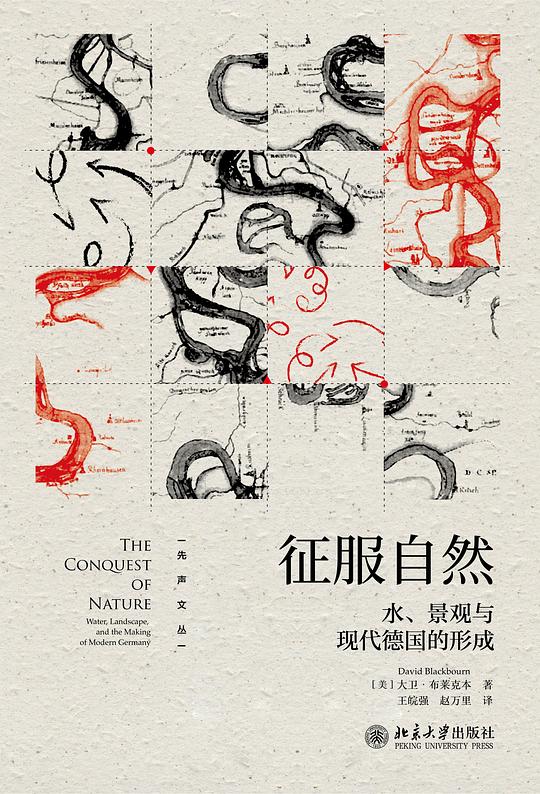 THE
CONQUEST
OF
NATURE
Water, Landscape,
and the Making
of Modern Germany
先声文丛
征服自然
水、景观与
现代德国的形成
David Blackbourn
［美］大卫·布莱克本 著
王皖强 赵万里 译
北京大学出版社
PEKING UNIVERSITY PRESS